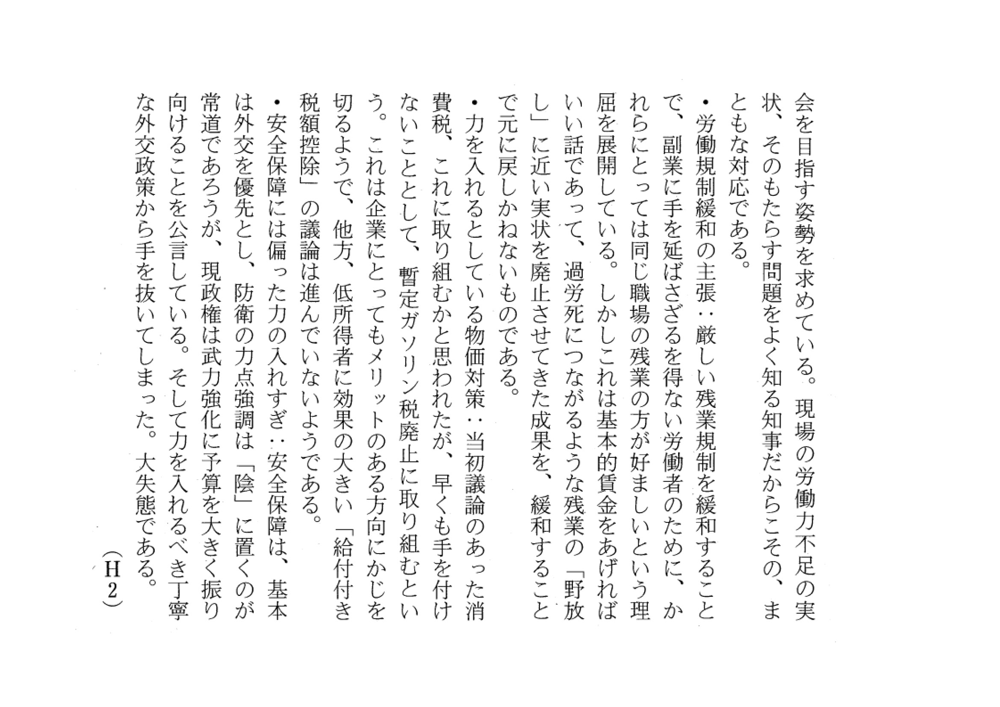 会を目指す姿勢を求めている。現場の労働力不足の実
状、そのもたらす問題をよく知る知事だからこその、ま
ともな対応である。
・労働規制緩和の主張：厳しい残業規制を緩和すること
で、副業に手を延ばさざるを得ない労働者のために、か
れらにとっては同じ職場の残業の方が好ましいという理
屈を展開している。しかしこれは基本的賃金をあげれば
いい話であって、過労死につながるような残業の「野放
し」に近い実状を廃止させてきた成果を、緩和すること
で元に戻しかねないものである。
・力を入れるとしている物価対策：当初議論のあった消
費税、これに取り組むかと思われたが、早くも手を付け
ないこととして、暫定ガソリン税廃止に取り組むとい
う。これは企業にとってもメリットのある方向にかじを
切るようで、他方、低所得者に効果の大きい「給付付き
税額控除」の議論は進んでいないようである。
・安全保障には偏った力の入れすぎ：安全保障は、基本
は外交を優先とし、防衛の力点強調は「陰」に置くのが
常道であろうが、現政権は武力強化に予算を大きく振り
向けることを公言している。そして力を入れるべき丁寧
な外交政策から手を抜いてしまった。大失態である。
（H2）